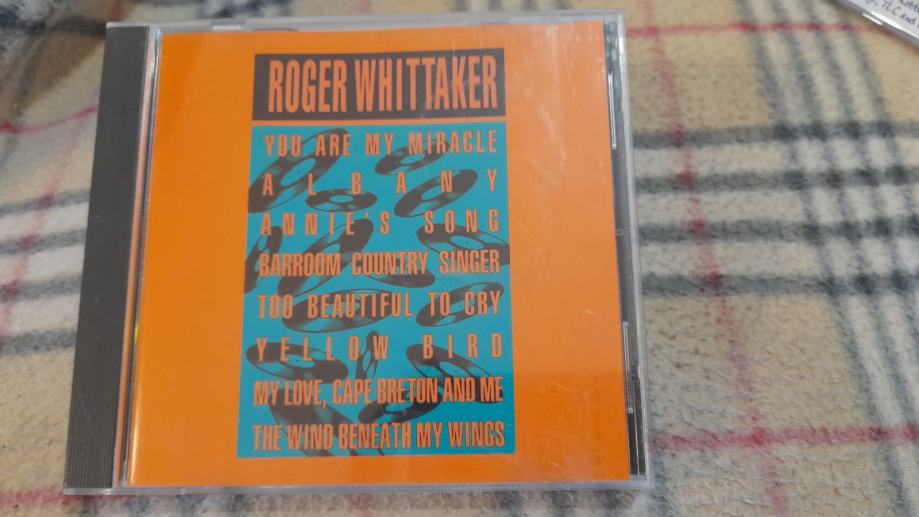 ROGER WHITTAKER
YOU ARE MY MIRACLE
ALBANY
ANNIE'S SONG
BARROOM COUNTRY SINGER
TOO BEAUTIFUL TO CRY
YELLOW BIRD
MY LOVE, CAPE BRETON AND ME
THE WIND BENEATH MY WINGS